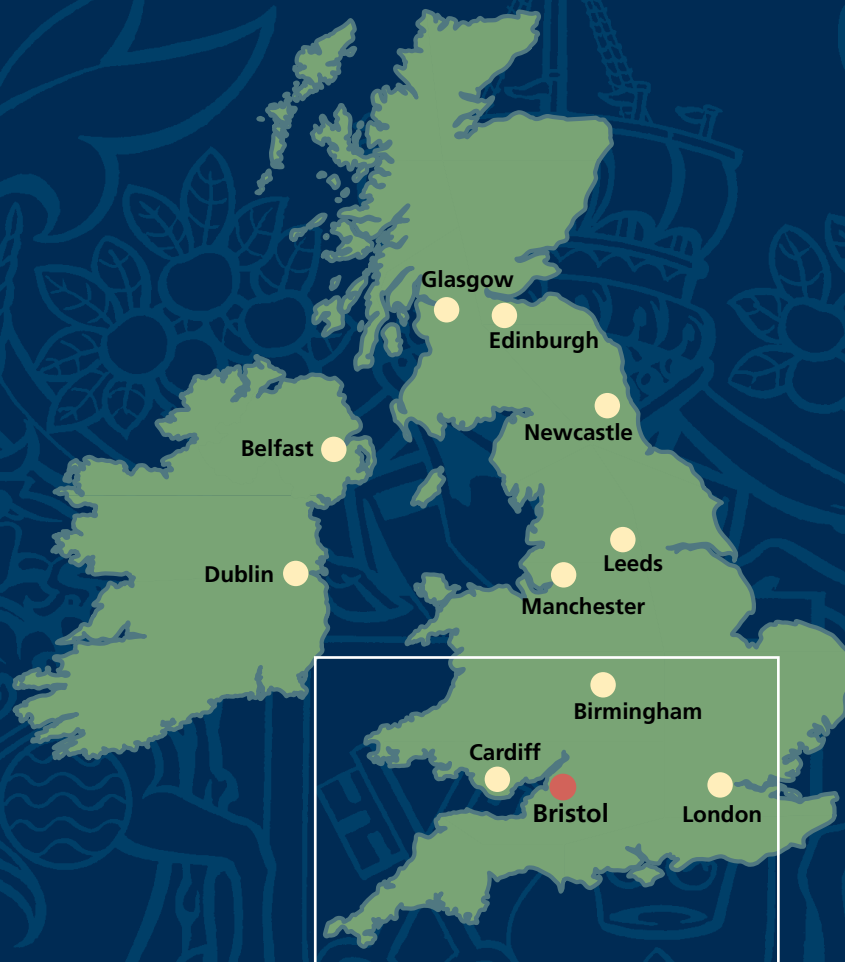 Glasgow
Edinburgh
Newcastle
Belfast
Leeds
Dublin
Manchester
Birmingham
Cardiff
Bristol
London